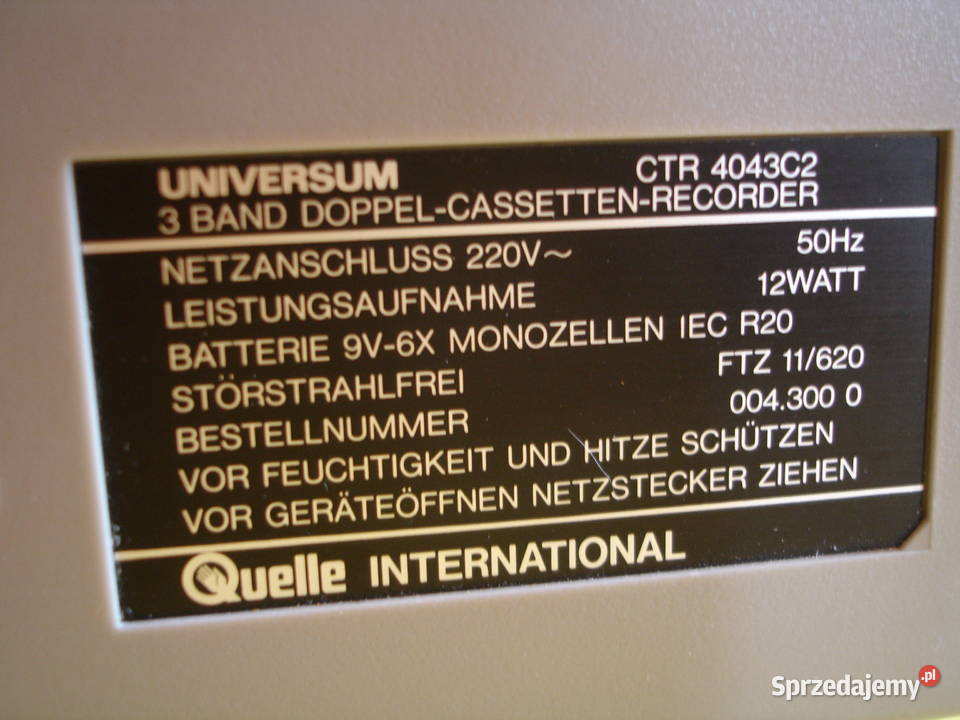 UNIVERSUM CTR 4043C2
3 BAND DOPPEL-CASSETTEN-RECORDER
NETZANSCHLUSS 220V~ 50Hz
LEISTUNGSAUFNAHME 12WATT
BATTERIE 9V-6X MONOZELLEN IEC R20
STÖRSTRAHLFREI FTZ 11/620
BESTELLNUMMER 004.300 0
VOR FEUCHTIGKEIT UND HITZE SCHÜTZEN
VOR GERÄTEÖFFNEN NETZSTECKER ZIEHEN
Quelle INTERNATIONAL
Sprzedajemy.pl